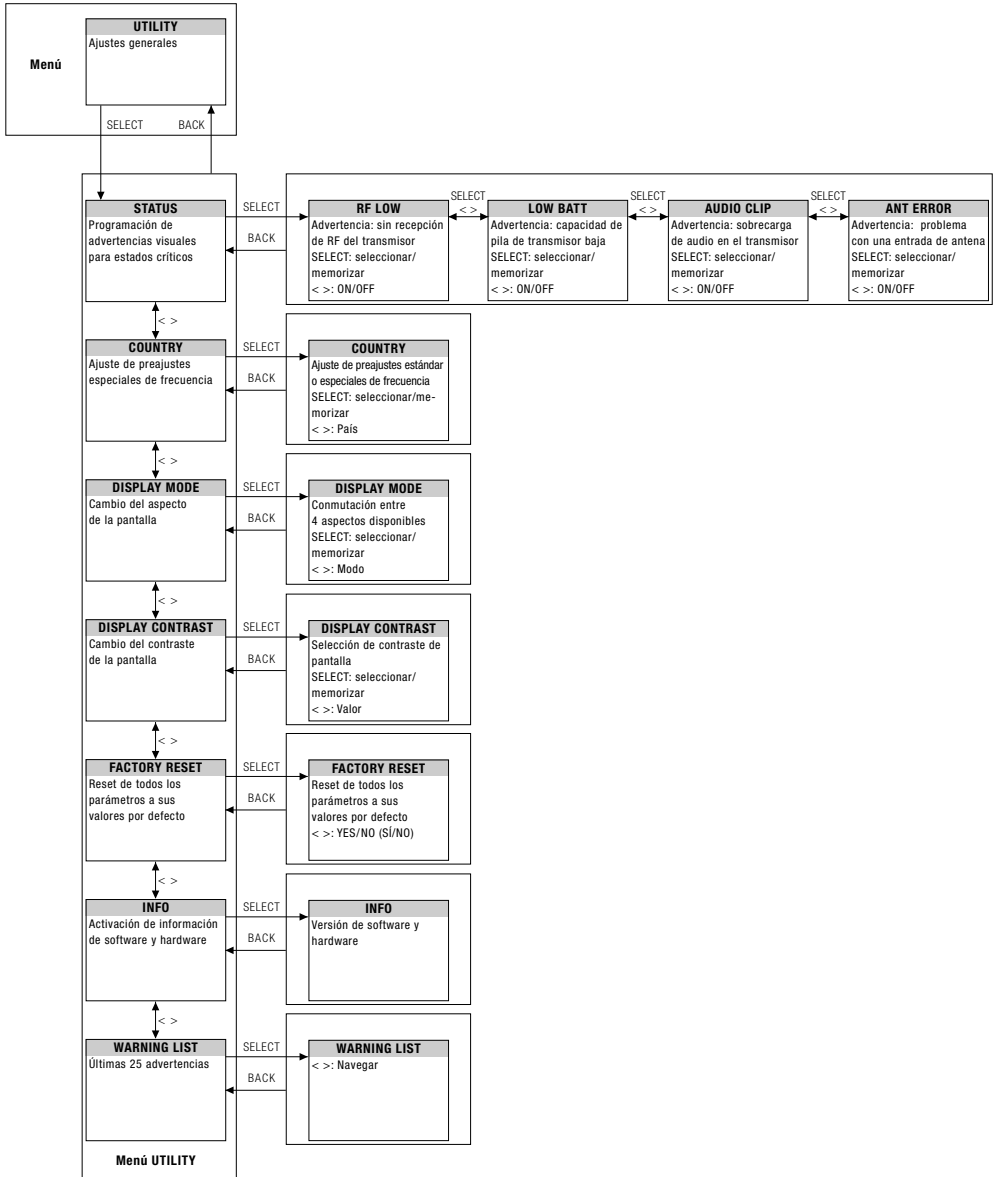 UTILITY
Ajustes generales
Menú
SELECT
BACK
STATUS
Programación de
advertencias visuales
para estados críticos
SELECT
BACK
RF LOW
Advertencia: sin recepción
de RF del transmisor
SELECT: seleccionar/
memorizar
< >: ON/OFF
SELECT
< >
LOW BATT
Advertencia: capacidad de
pila de transmisor baja
SELECT: seleccionar/
memorizar
< >: ON/OFF
SELECT
< >
AUDIO CLIP
Advertencia: sobrecarga
de audio en el transmisor
SELECT: seleccionar/
memorizar
< >: ON/OFF
SELECT
< >
ANT ERROR
Advertencia: problema
con una entrada de antena
SELECT: seleccionar/
memorizar
< >: ON/OFF
< >
COUNTRY
Ajuste de preajustes
especiales de frecuencia
SELECT
BACK
COUNTRY
Ajuste de preajustes estándar
o especiales de frecuencia
SELECT: seleccionar/me-
morizar
< >: País
< >
DISPLAY MODE
Cambio del aspecto
de la pantalla
SELECT
BACK
DISPLAY MODE
Conmutación entre
4 aspectos disponibles
SELECT: seleccionar/
memorizar
< >: Modo
< >
DISPLAY CONTRAST
Cambio del contraste
de la pantalla
SELECT
BACK
DISPLAY CONTRAST
Selección de contraste de
pantalla
SELECT: seleccionar/
memorizar
< >: Valor
< >
FACTORY RESET
Reset de todos los
parámetros a sus
valores por defecto
SELECT
BACK
FACTORY RESET
Reset de todos los
parámetros a sus
valores por defecto
< >: YES/NO (SÍ/NO)
< >
INFO
Activación de información
de software y hardware
SELECT
BACK
INFO
Versión de software y
hardware
< >
WARNING LIST
Últimas 25 advertencias
SELECT
BACK
WARNING LIST
< >: Navegar
Menú UTILITY